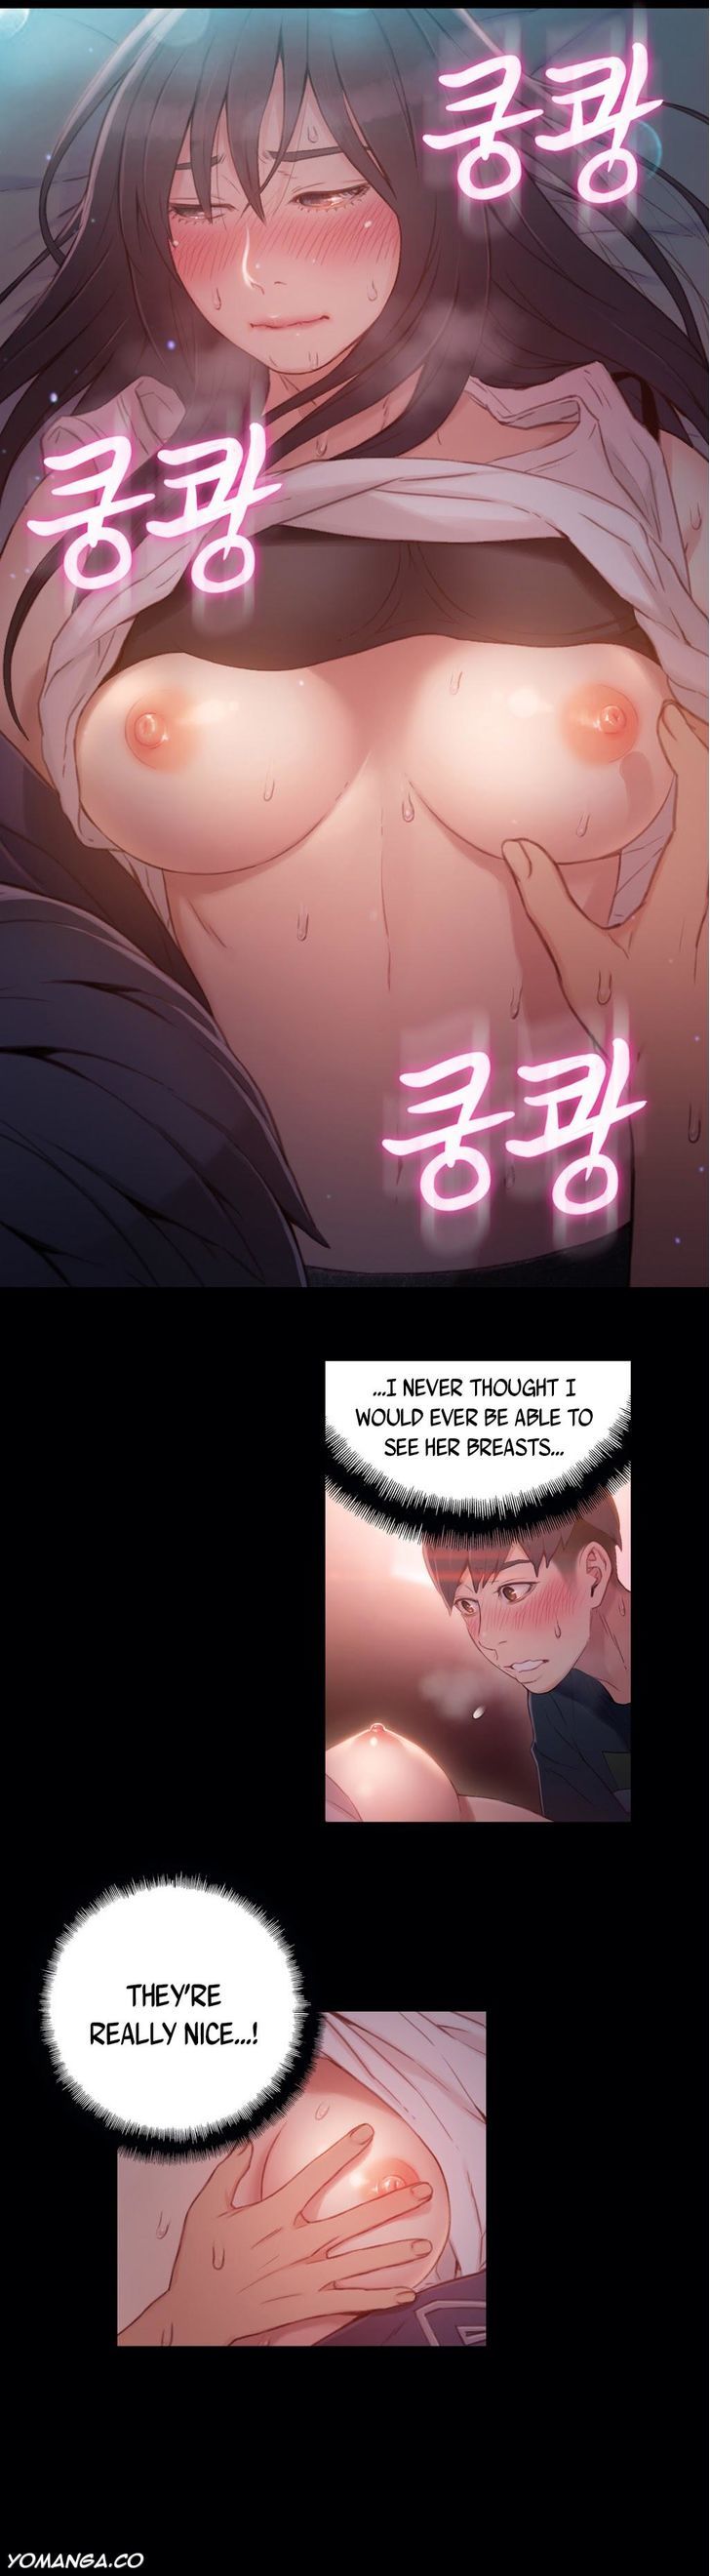 쿵쾅
쿵쾅
쿵쾅
...I NEVER THOUGHT I
WOULD EVER BE ABLE TO
SEE HER BREASTS...
THEY'RE
REALLY NICE...!
YOMANGA.CO